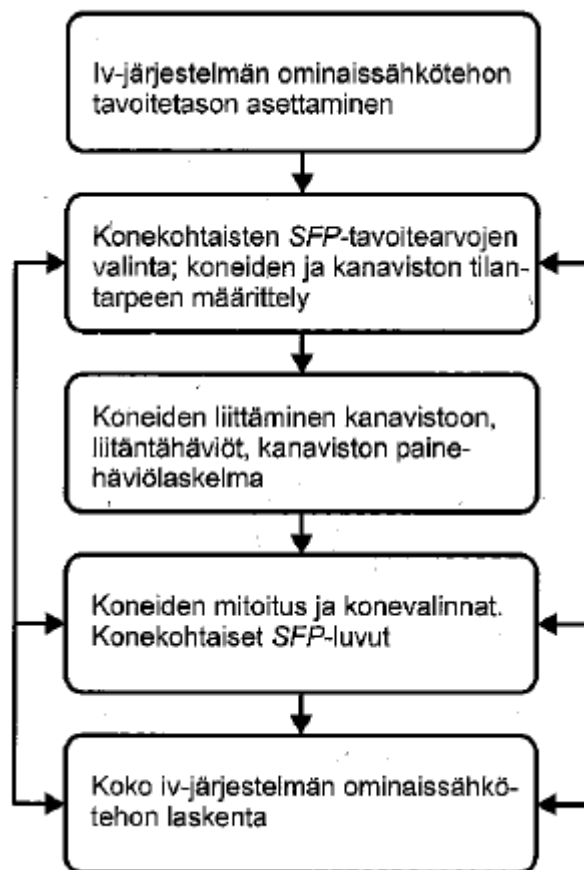 Iv-järjestelmän ominaissähkötehon
tavoitetason asettaminen
Konekohtaisten SFP-tavoitearvojen
valinta; koneiden ja kanaviston tilan-
tarpeen määrittely
Koneiden liittäminen kanavistoon,
liitäntähäviöt, kanaviston paine-
häviölaskelma
Koneiden mitoitus ja konevalinnat.
Konekohtaiset SFP-luvut
Koko iv-järjestelmän ominaissähkö-
tehon laskenta